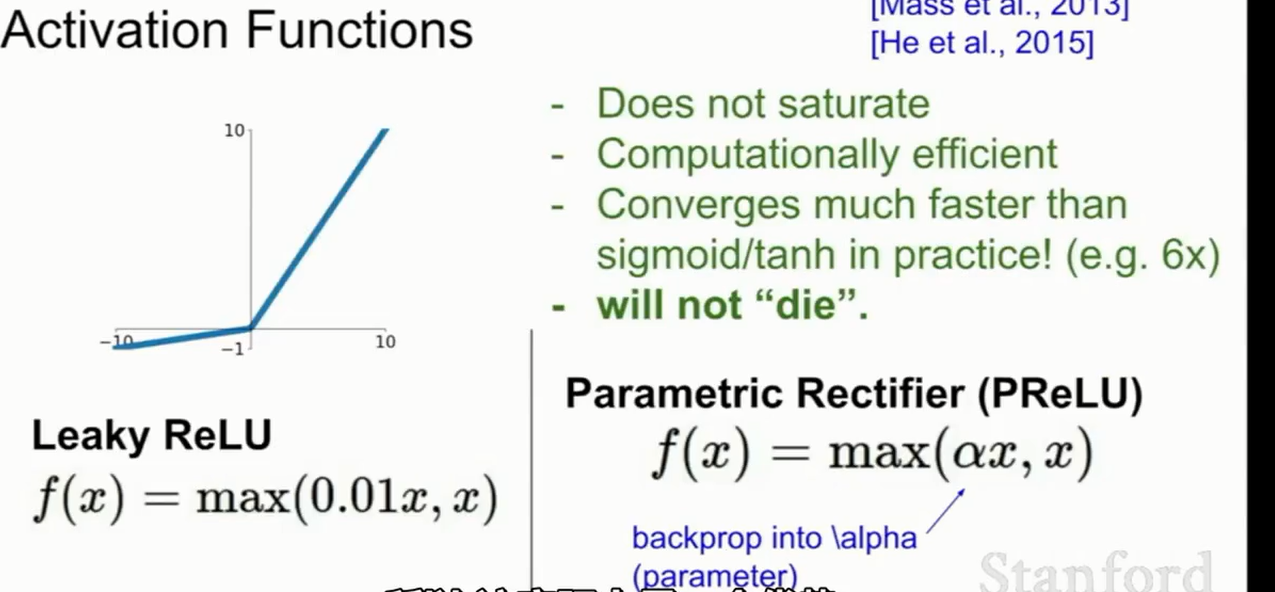 Activation Functions
[Mass et al., 2013]
[He et al., 2015]
10
-10
-1
10
- Does not saturate
- Computationally efficient
- Converges much faster than
sigmoid/tanh in practice! (e.g. 6x)
- will not “die”.
Leaky ReLU
f(x) = max(0.01x, x)
Parametric Rectifier (PReLU)
f(x) = max(αx, x)
backprop into \alpha
(parameter)
Stanford